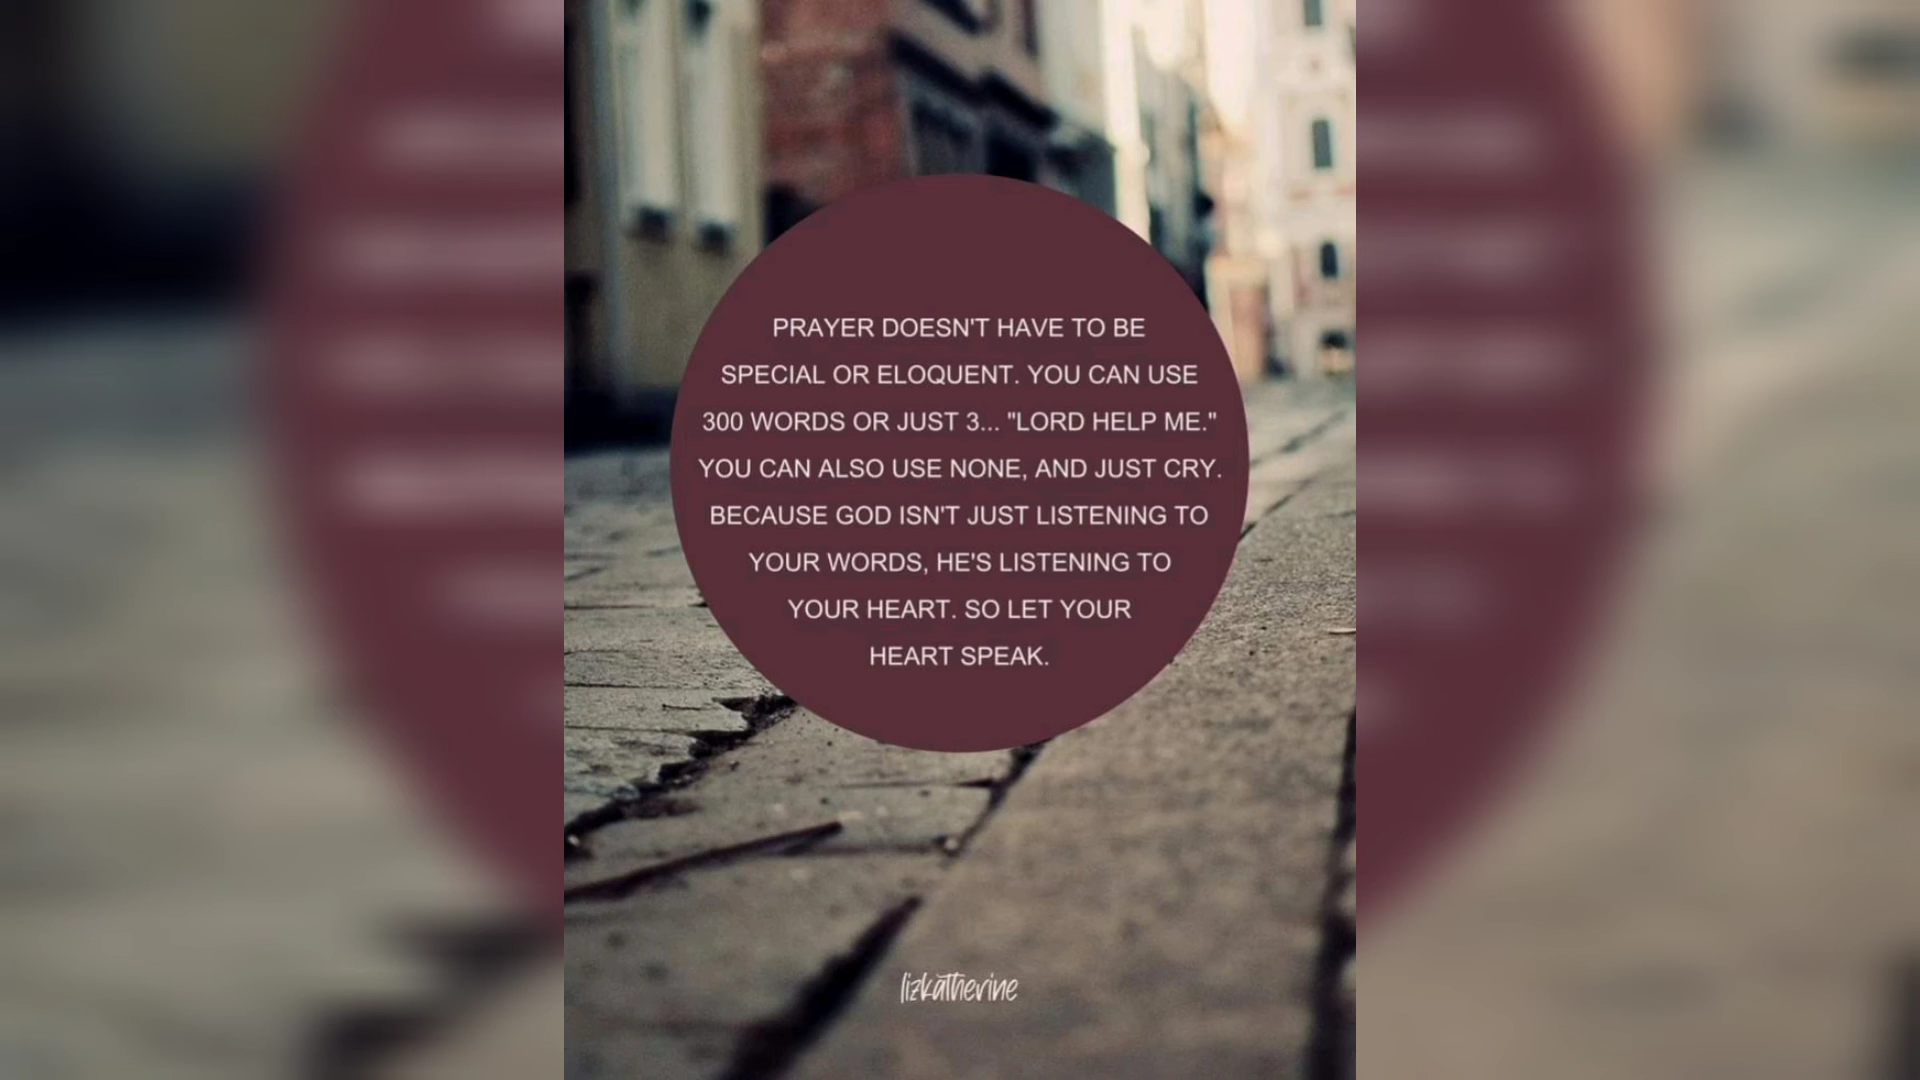 PRAYER DOESN'T HAVE TO BE
SPECIAL OR ELOQUENT. YOU CAN USE
300 WORDS OR JUST 3... "LORD HELP ME."
YOU CAN ALSO USE NONE, AND JUST CRY.
BECAUSE GOD ISN'T JUST LISTENING TO
YOUR WORDS, HE'S LISTENING TO
YOUR HEART. SO LET YOUR
HEART SPEAK.
lizkatherine